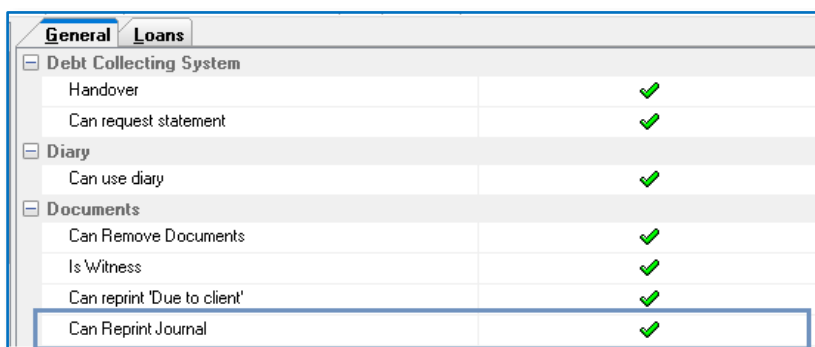 General Loans
Debt Collecting System
Handover
Can request statement
Diary
Can use diary
Documents
Can Remove Documents
Is Witness
Can reprint 'Due to client'
Can Reprint Journal